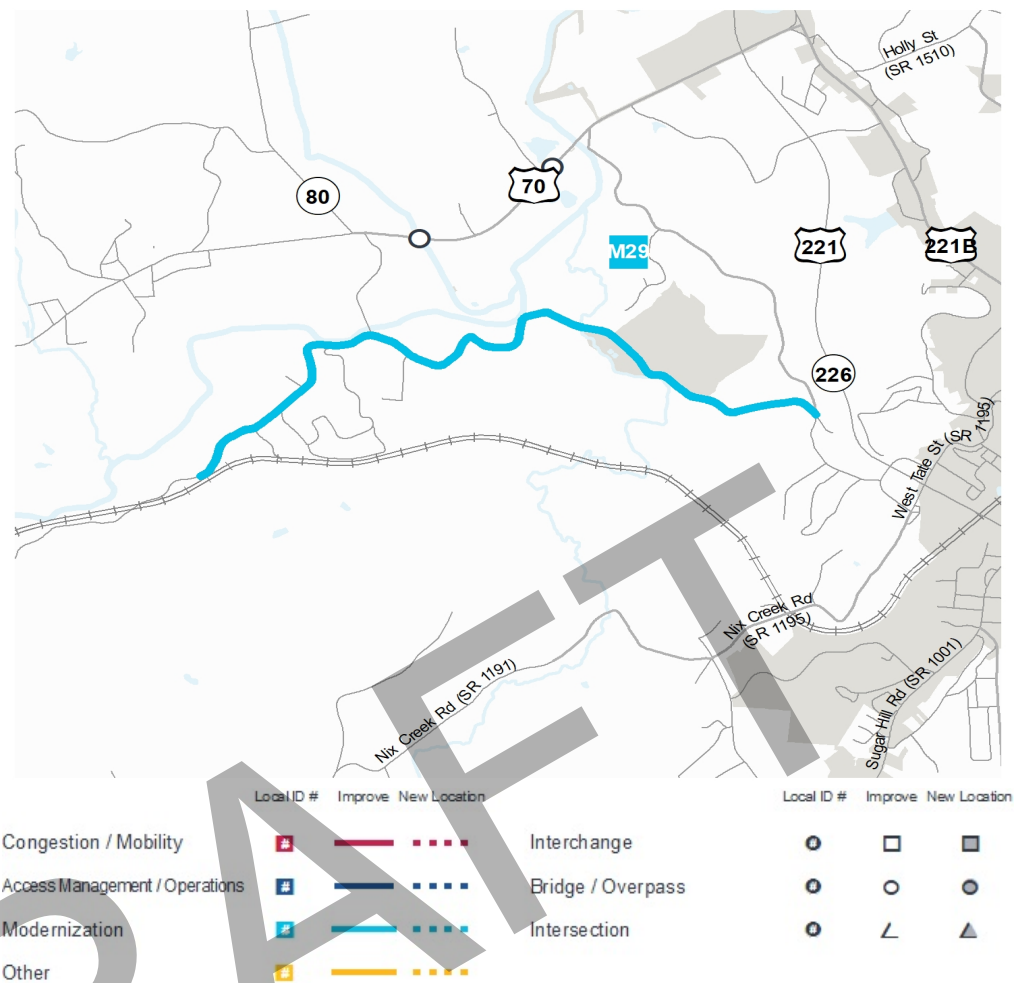 Holly St
(SR 1510)
80
70
M29
221
221B
226
West Tate St (SR 1195)
Nix Creek Rd
(SR 1195)
Nix Creek Rd (SR 1191)
Sugar Hill Rd (SR 1001)
DRAFT
Local ID # Improve New Location
Local ID # Improve New Location
Congestion / Mobility #
Interchange #
Access Management / Operations #
Bridge / Overpass #
Modernization #
Intersection #
Other #